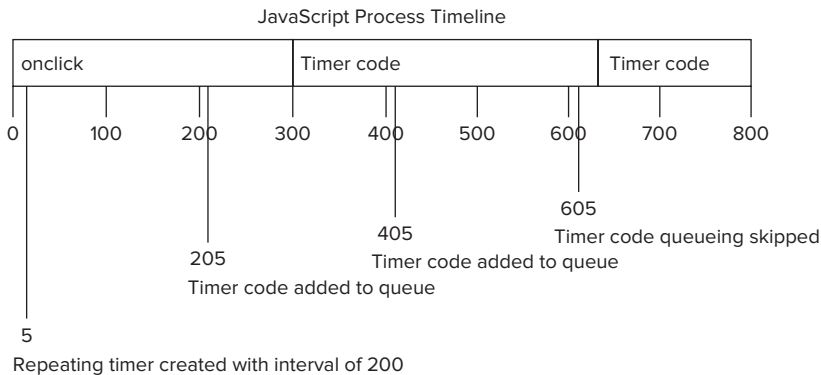 JavaScript Process Timeline
onclick
Timer code
Timer code
0 100 200 300 400 500 600 700 800
605
Timer code queueing skipped
405
Timer code added to queue
205
Timer code added to queue
5
Repeating timer created with interval of 200